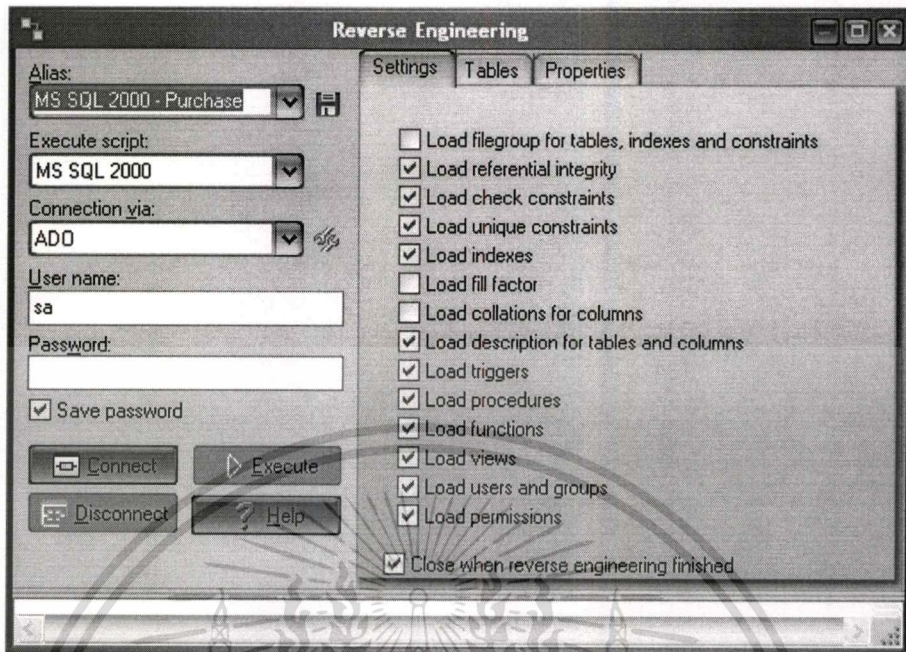 Reverse Engineering
Alias:
MS SQL 2000 - Purchase
Execute script:
MS SQL 2000
Connection via:
ADO
User name:
sa
Password:
Save password
Connect
Execute
Disconnect
Help
Settings
Tables
Properties
Load filegroup for tables, indexes and constraints
Load referential integrity
Load check constraints
Load unique constraints
Load indexes
Load fill factor
Load collations for columns
Load description for tables and columns
Load triggers
Load procedures
Load functions
Load views
Load users and groups
Load permissions
Close when reverse engineering finished